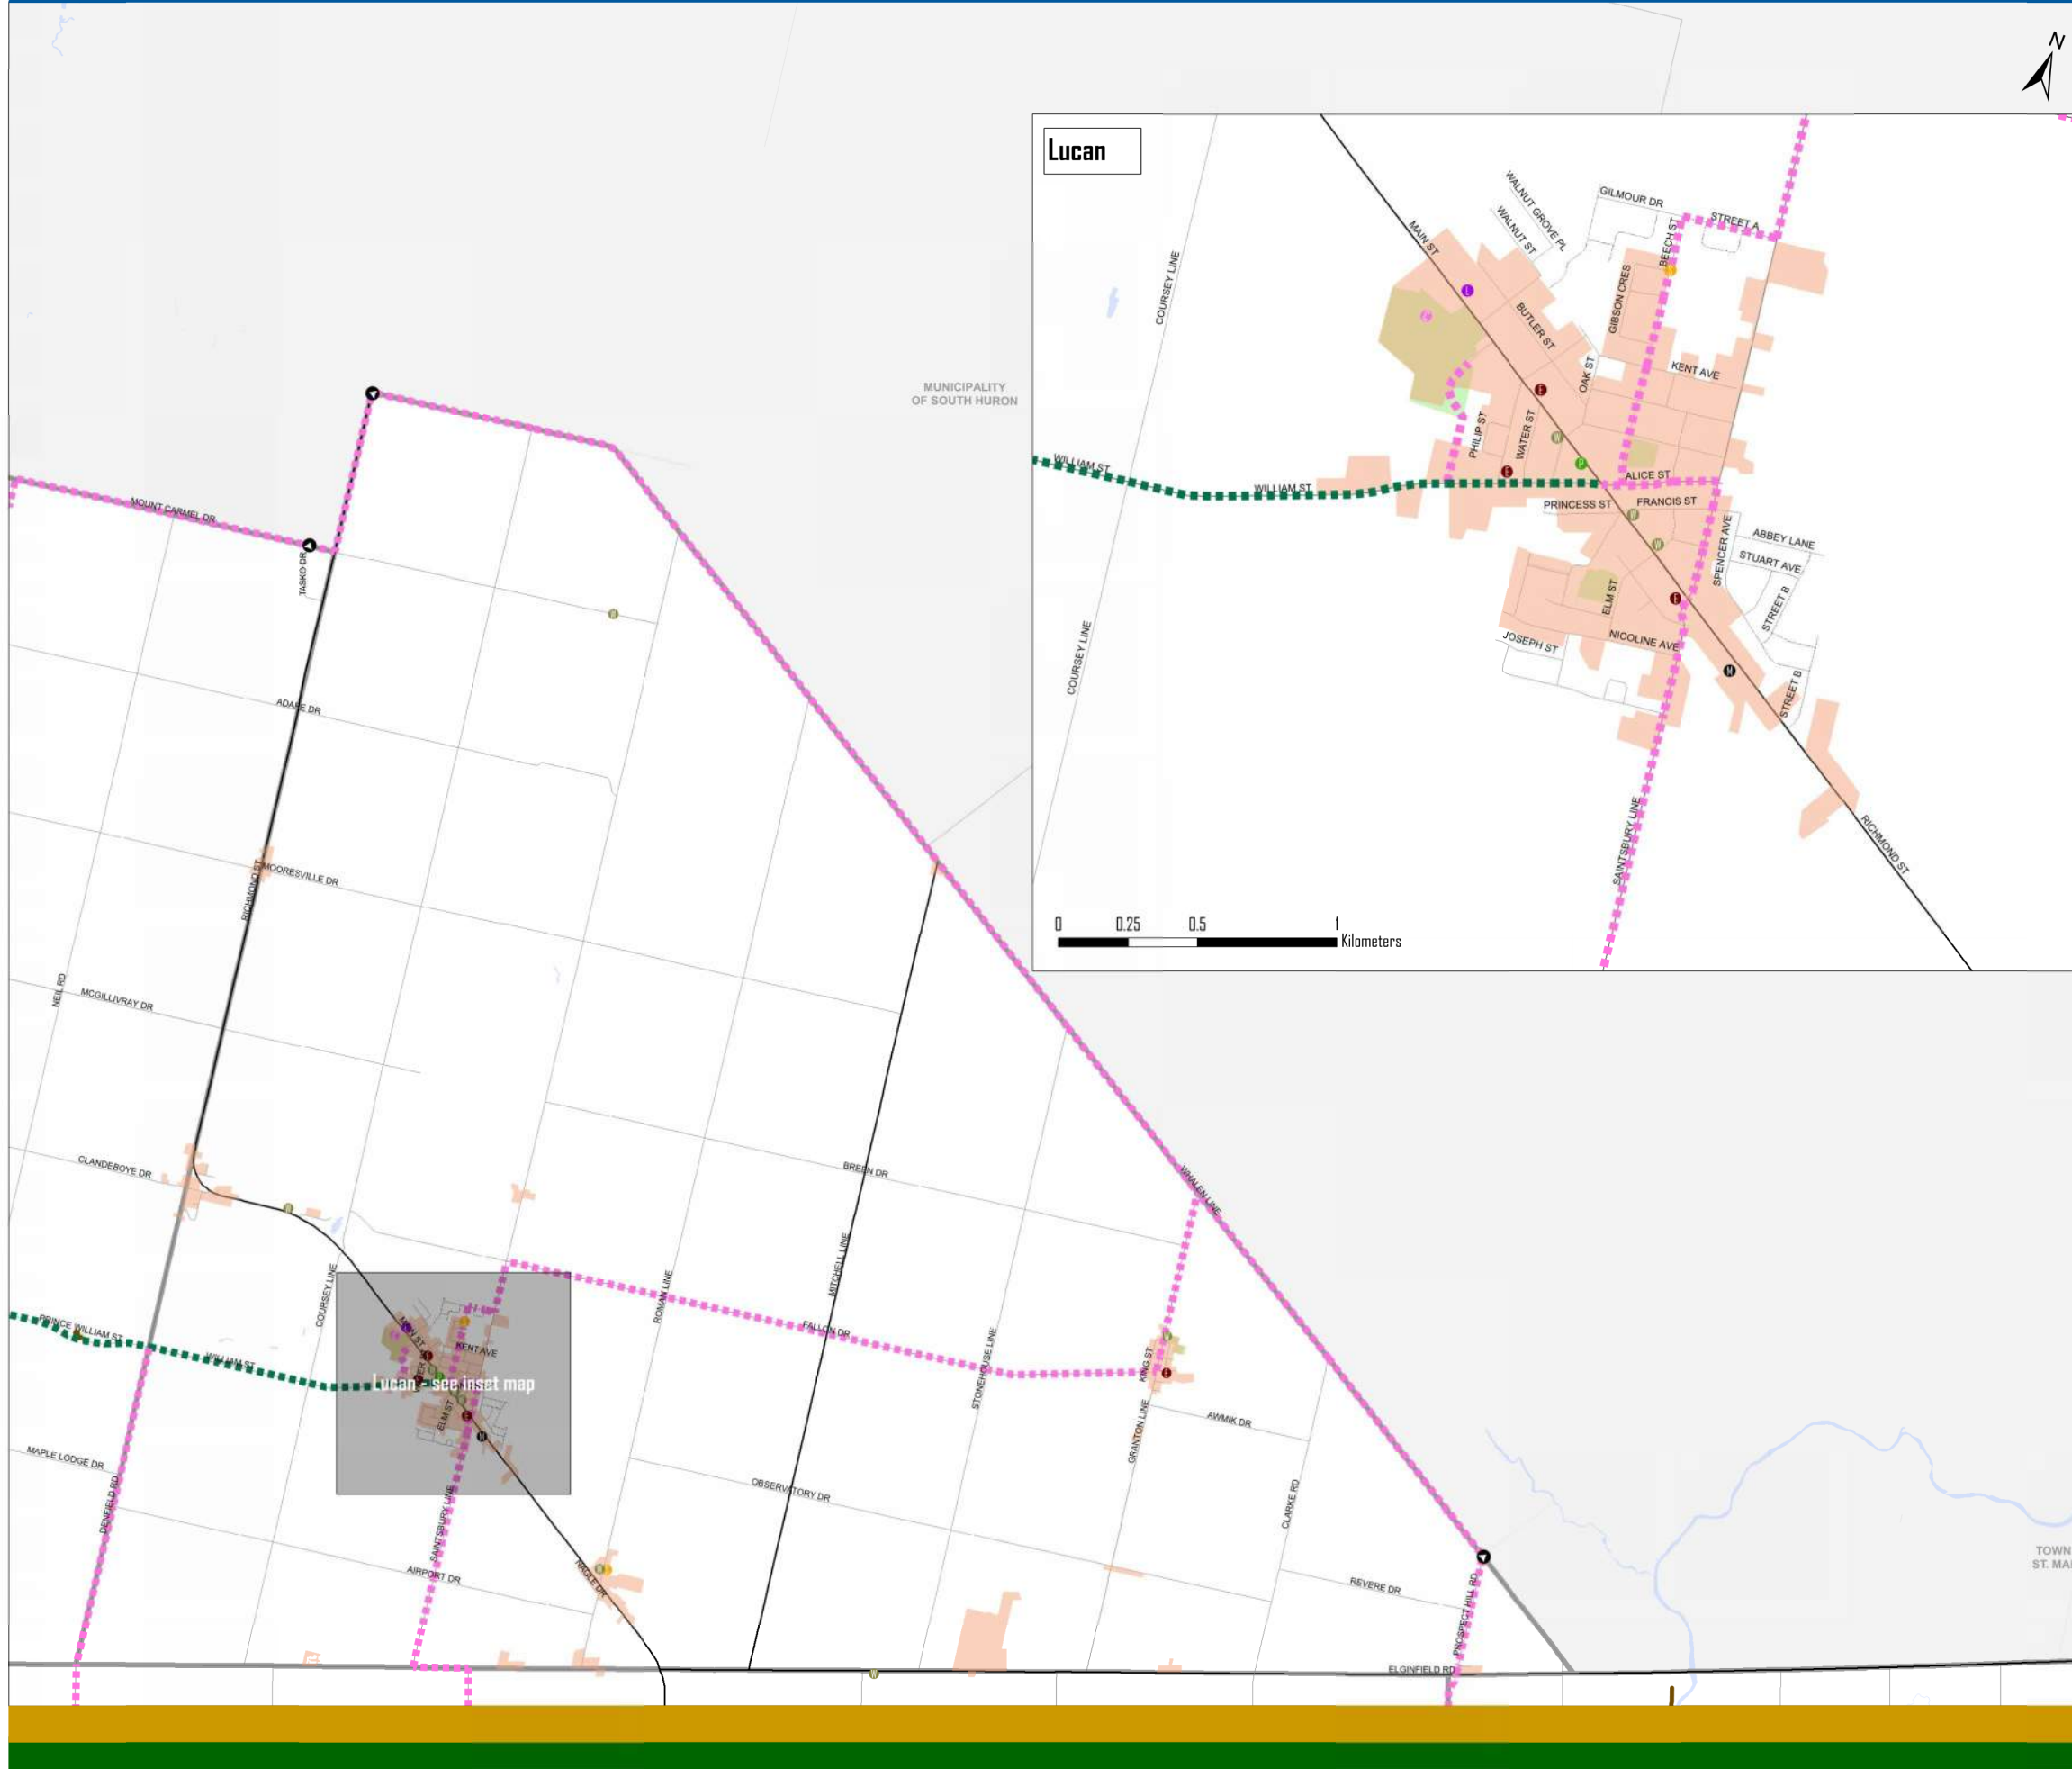 N
Lucan
WALNUT GROVE PL
WALNUT ST
GILMOUR DR
STREET A
BEECH ST
MAIN ST
COURSEY LINE
GIBSON CRES
BUTLER ST
OAK ST
KENT AVE
L
E
W
P
MUNICIPALITY
OF SOUTH HURON
PHILIP ST
WATER ST
E
WILLIAM ST
WILLIAM ST
ALICE ST
PRINCESS ST
FRANCIS ST
W
W
SPENCER AVE
ABBEY LANE
STUART AVE
STREET B
ELM ST
E
NICOLINE AVE
JOSEPH ST
COURSEY LINE
M
STREET B
SAINTSBURY LINE
RICHMOND ST
0 0.25 0.5 1
Kilometers
MOUNT CARMEL DR
TASKO DR
W
ADARE DR
RICHMOND ST
MOORESVILLE DR
NEIL RD
MCGILLIVRAY DR
CLANDEBOYE DR
BREEN DR
WHALEN LINE
COURSEY LINE
ROMAN LINE
MITCHELL LINE
PRINCE WILLIAM ST
WILLIAM ST
MAIN ST
KENT AVE
Lucan - see inset map
ELM ST
M
FALLON DR
STONEHOUSE LINE
KING ST
E
GRANTON LINE
AWMIK DR
MAPLE LODGE DR
DENFIELD RD
SAINTSBURY LINE
OBSERVATORY DR
CLARKE RD
AIRPORT DR
NAGLE DR
REVERE DR
PROSPECT HILL RD
ELGINFIELD RD
W
TOWN
ST. MA